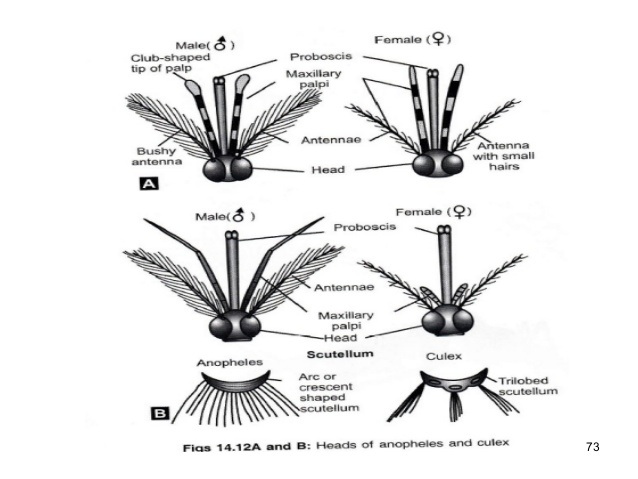 Male(♂)
Female (♀)
Club-shaped
tip of palp
Proboscis
Maxillary
palpi
Bushy
antenna
Antennae
Antenna
with small
hairs
Head
A
Male(♂)
Female (♀)
Proboscis
Antennae
Maxillary
palpi
Head
Scutellum
Anopheles
Culex
Arc or
crescent
shaped
scutellum
Trilobed
scutellum
B
Figs 14.12A and B: Heads of anopheles and culex
73